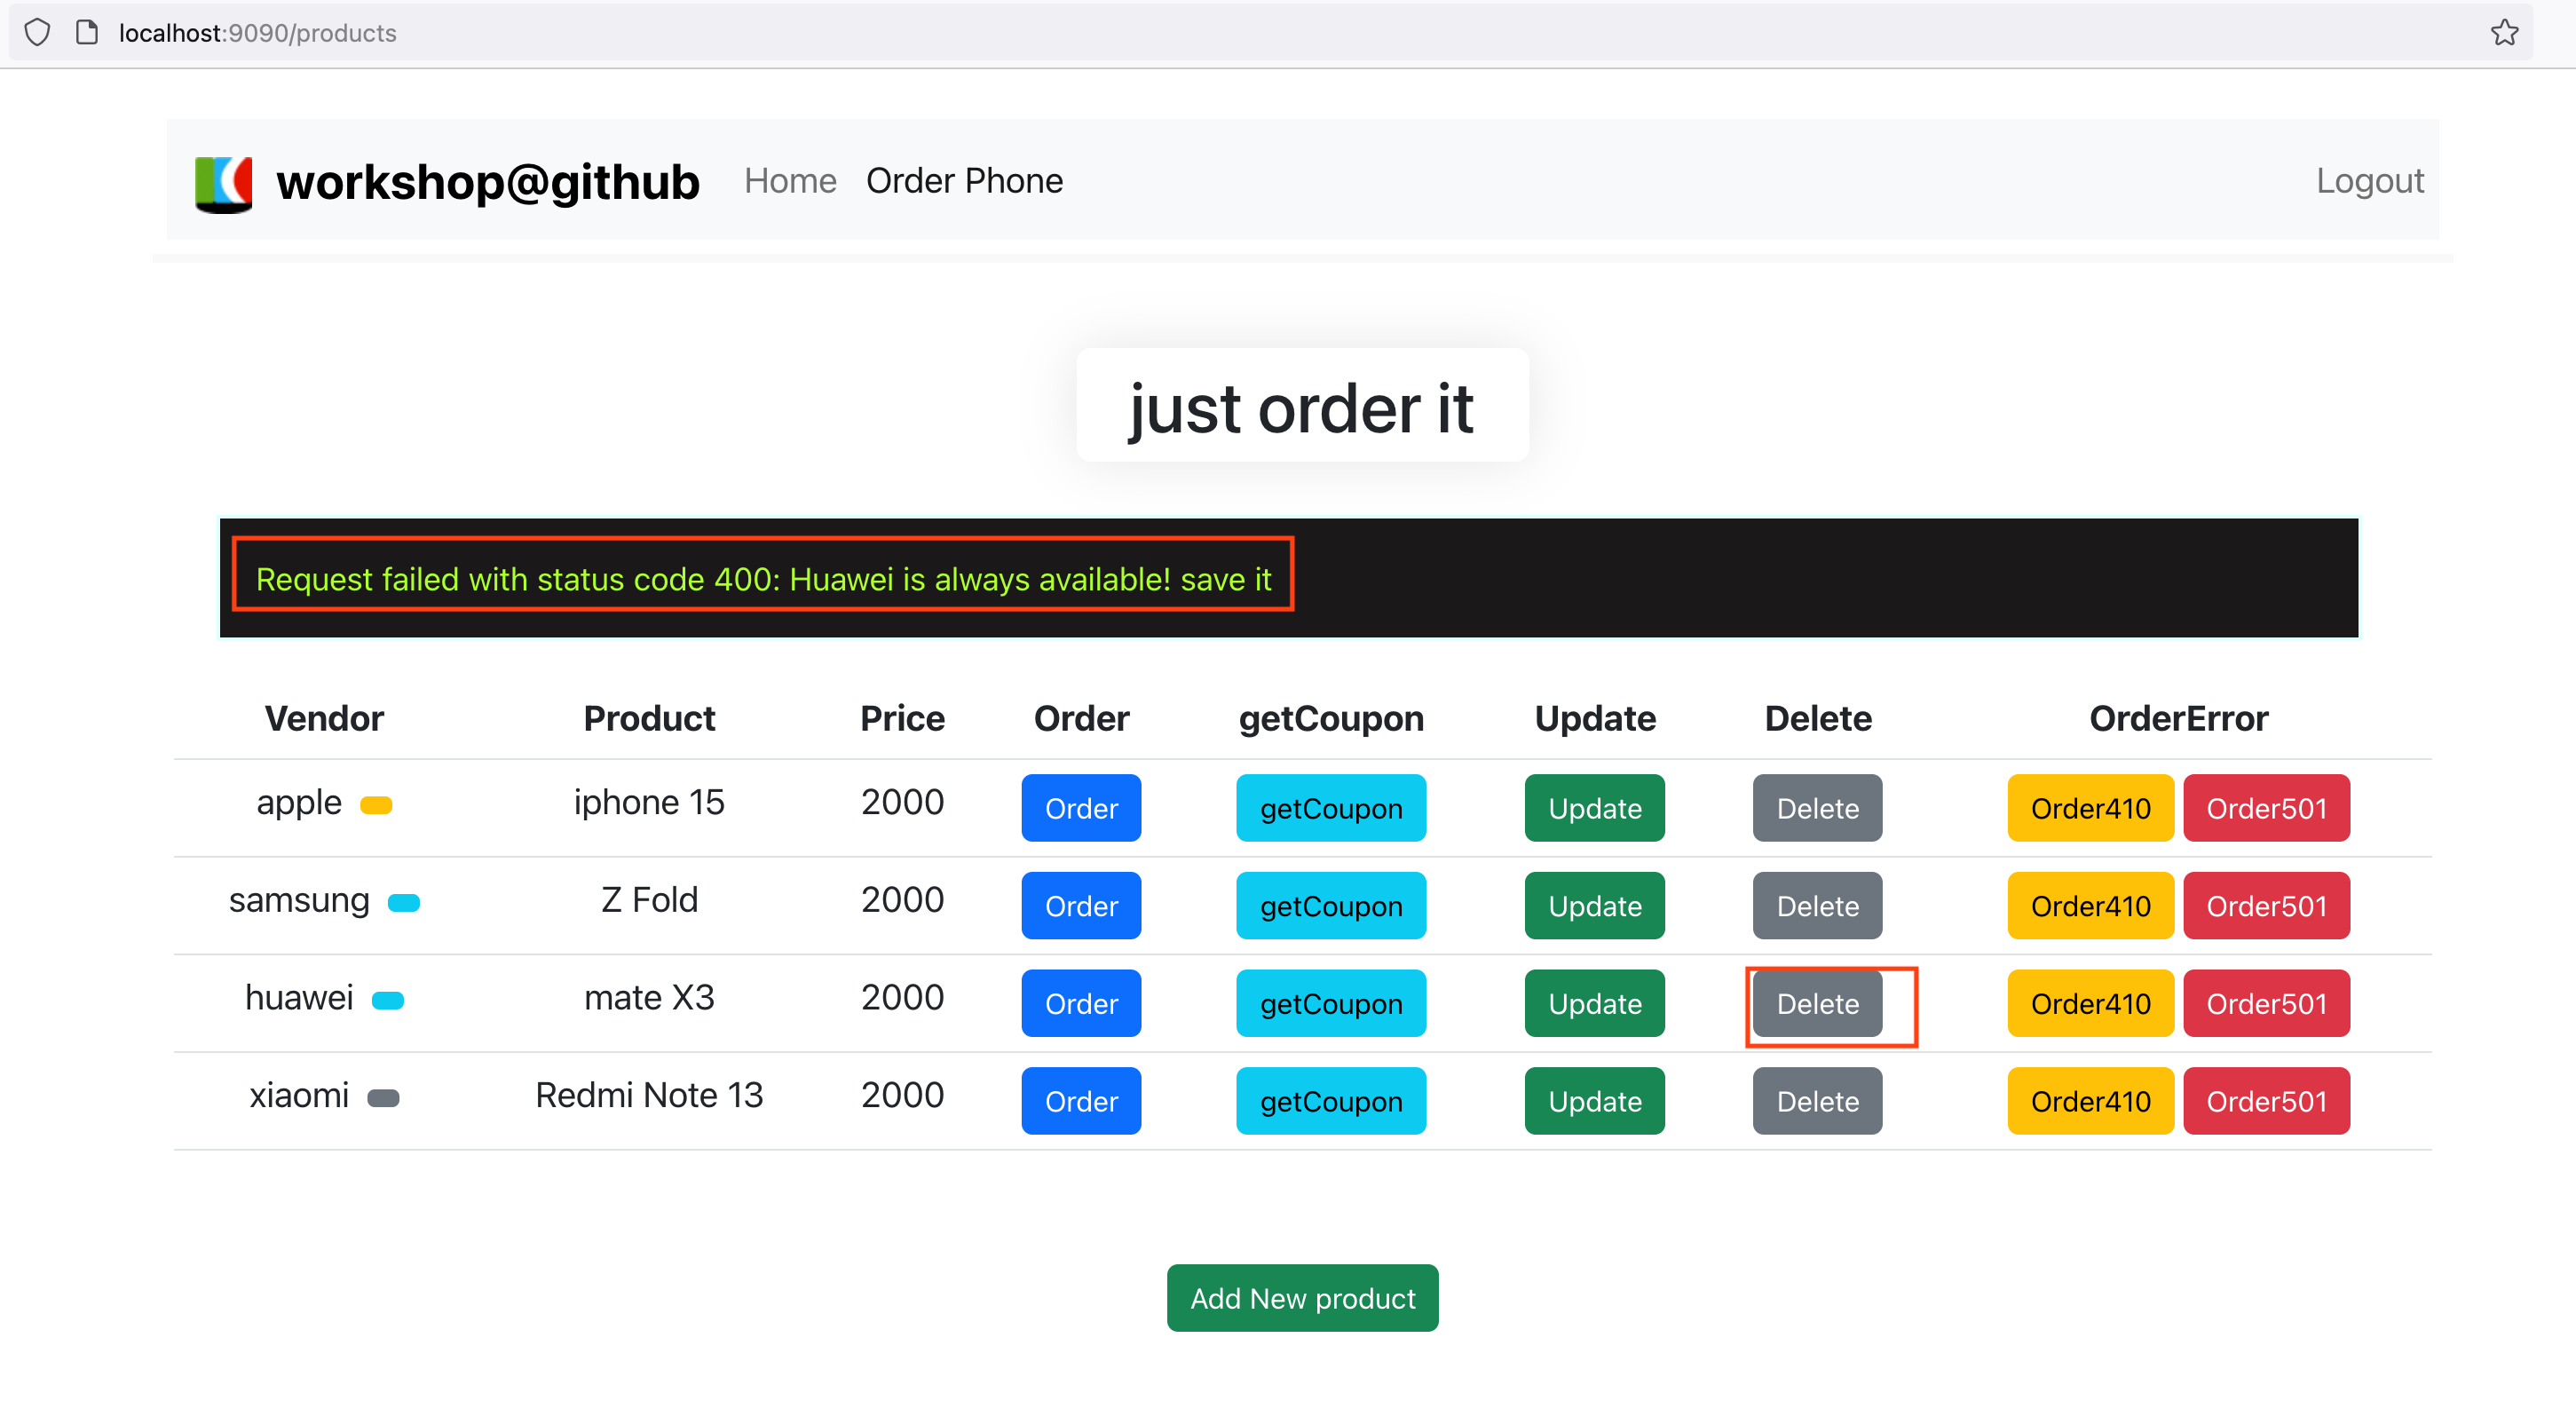 localhost:9090/products
workshop@github Home Order Phone Logout
just order it
Request failed with status code 400: Huawei is always available! save it
Vendor Product Price Order getCoupon Update Delete OrderError
apple iphone 15 2000 Order getCoupon Update Delete Order410 Order501
samsung Z Fold 2000 Order getCoupon Update Delete Order410 Order501
huawei mate X3 2000 Order getCoupon Update Delete Order410 Order501
xiaomi Redmi Note 13 2000 Order getCoupon Update Delete Order410 Order501
Add New product